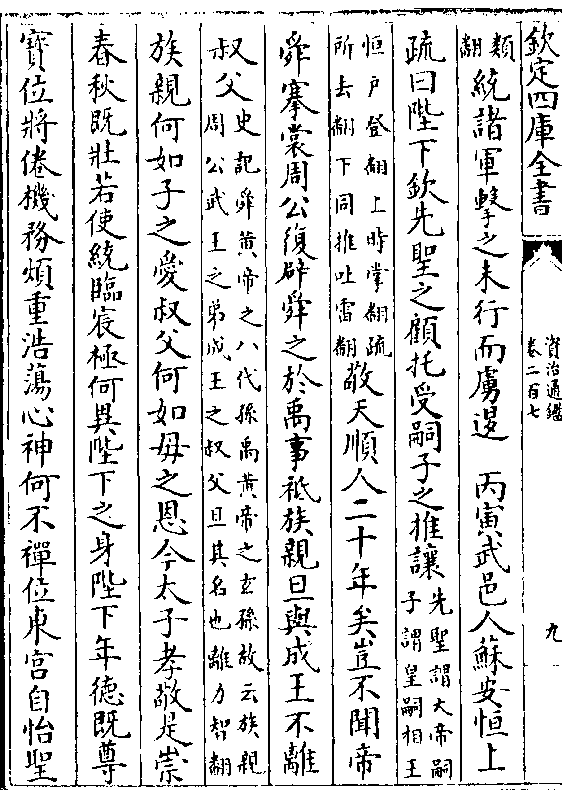 欽定四庫全書
資治通鑑
卷二百七
九
類
翻統諸軍擊之未行而虜退　丙寅武邑人蘇安恒上
疏曰陛下欽先聖之顧托受嗣子之推讓先聖謂大帝嗣
子謂皇嗣相王
恒戶登翻上時掌翻疏
所去翻下同推吐雷翻敬天順人二十年矣豈不聞帝
舜搴裳周公復辟舜之於禹事祗族親旦與成王不離
叔父史記舜黃帝之八代孫禹黃帝之玄孫故云族親
周公武王之弟成王之叔父旦其名也離力智翻
族親何如子之愛叔父何如母之恩今太子孝敬是崇
春秋既壯若使統臨宸極何異陛下之身陛下年德既尊
寶位將倦機務煩重浩蕩心神何不禪位東宮自怡聖